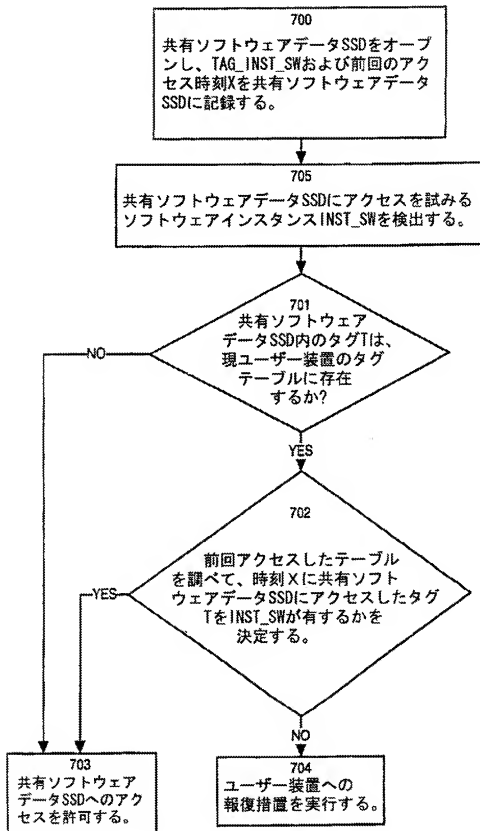 700
共有ソフトウェアデータSSDをオープ
ンし、TAG_INST_SWおよび前回のアク
セス時刻Xを共有ソフトウェアデータ
SSDに記録する。
705
共有ソフトウェアデータSSDにアクセスを試みる
ソフトウェアインスタンスINST_SWを検出する。
701
共有ソフトウェア
データSSD内のタグTは、
現ユーザー装置のタグ
テーブルに存在
するか?
NO
YES
702
前回アクセスしたテーブル
を調べて、時刻Xに共有ソフト
ウェアデータSSDにアクセスしたタグ
TをINST_SWが有するかを
決定する。
YES
NO
703
共有ソフトウェア
データSSDへのアク
セスを許可する。
704
ユーザー装置への
報復措置を実行する。